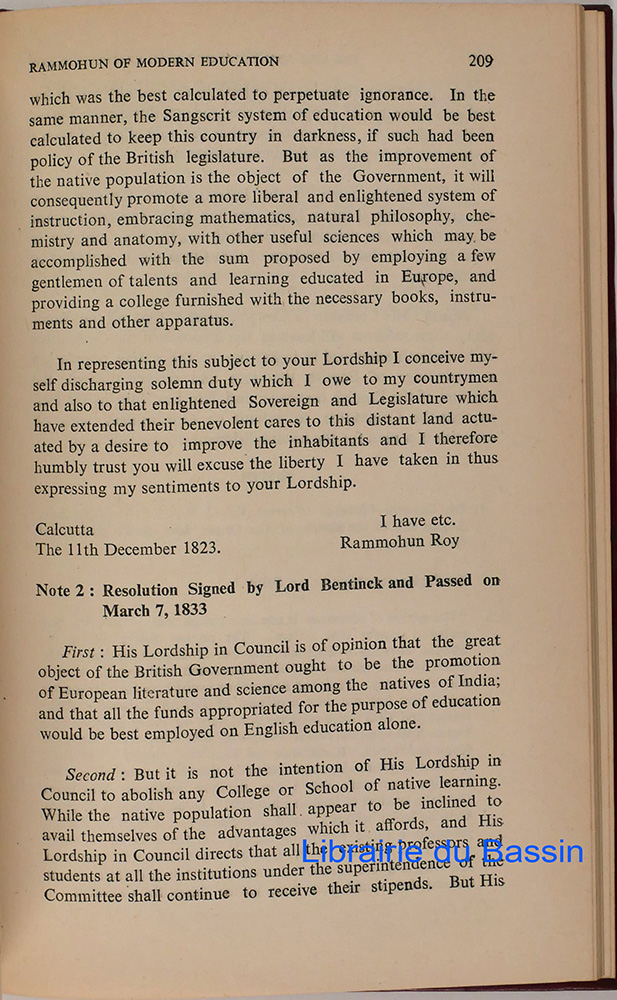 RAMMOHUN OF MODERN EDUCATION 209
which was the best calculated to perpetuate ignorance. In the
same manner, the Sangscrit system of education would be best
calculated to keep this country in darkness, if such had been
policy of the British legislature. But as the improvement of
the native population is the object of the Government, it will
consequently promote a more liberal and enlightened system of
instruction, embracing mathematics, natural philosophy, che-
mistry and anatomy, with other useful sciences which may be
accomplished with the sum proposed by employing a few
gentlemen of talents and learning educated in Europe, and
providing a college furnished with the necessary books, instru-
ments and other apparatus.
In representing this subject to your Lordship I conceive my-
self discharging solemn duty which I owe to my countrymen
and also to that enlightened Sovereign and Legislature which
have extended their benevolent cares to this distant land actu-
ated by a desire to improve the inhabitants and I therefore
humbly trust you will excuse the liberty I have taken in thus
expressing my sentiments to your Lordship.
Calcutta I have etc.
The 11th December 1823. Rammohun Roy
Note 2 : Resolution Signed by Lord Bentinck and Passed on
March 7, 1833
First : His Lordship in Council is of opinion that the great
object of the British Government ought to be the promotion
of European literature and science among the natives of India;
and that all the funds appropriated for the purpose of education
would be best employed on English education alone.
Second : But it is not the intention of His Lordship in
Council to abolish any College or School of native learning.
While the native population shall appear to be inclined to
avail themselves of the advantages which it affords, and His
Lordship in Council directs that all the existing professors and
students at all the institutions under the superintendence of the
Committee shall continue to receive their stipends. But His
Librairie du Bassin